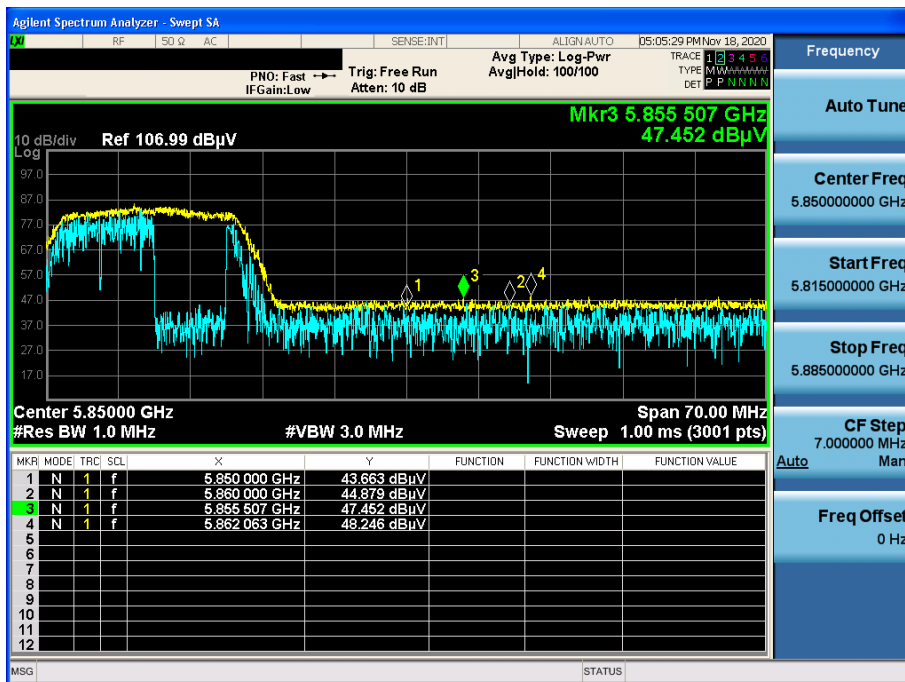 Agilent Spectrum Analyzer - Swept SA
LXI RF 50 Ω AC SENSE:INT ALIGN AUTO 05:05:29 PM Nov 18, 2020
Frequency
PNO: Fast
IFGain:Low
Trig: Free Run
Atten: 10 dB
Avg Type: Log-Pwr
Avg|Hold: 100/100
TRACE 1 2 3 4 5 6
TYPE M W W W W W
DET P P N N N N
Mkr3 5.855 507 GHz
47.452 dBµV
10 dB/div Ref 106.99 dBµV
Log
97.0
87.0
77.0
67.0
57.0
47.0
37.0
27.0
17.0
1
3
2
4
Center 5.85000 GHz Span 70.00 MHz
#Res BW 1.0 MHz #VBW 3.0 MHz Sweep 1.00 ms (3001 pts)
MKR MODE TRC SCL X Y FUNCTION FUNCTION WIDTH FUNCTION VALUE
1 N 1 f 5.850 000 GHz 43.663 dBµV
2 N 1 f 5.860 000 GHz 44.879 dBµV
3 N 1 f 5.855 507 GHz 47.452 dBµV
4 N 1 f 5.862 063 GHz 48.246 dBµV
5
6
7
8
9
10
11
12
MSG STATUS
Auto Tune
Center Freq
5.850000000 GHz
Start Freq
5.815000000 GHz
Stop Freq
5.885000000 GHz
CF Step
7.000000 MHz
Auto Man
Freq Offset
0 Hz